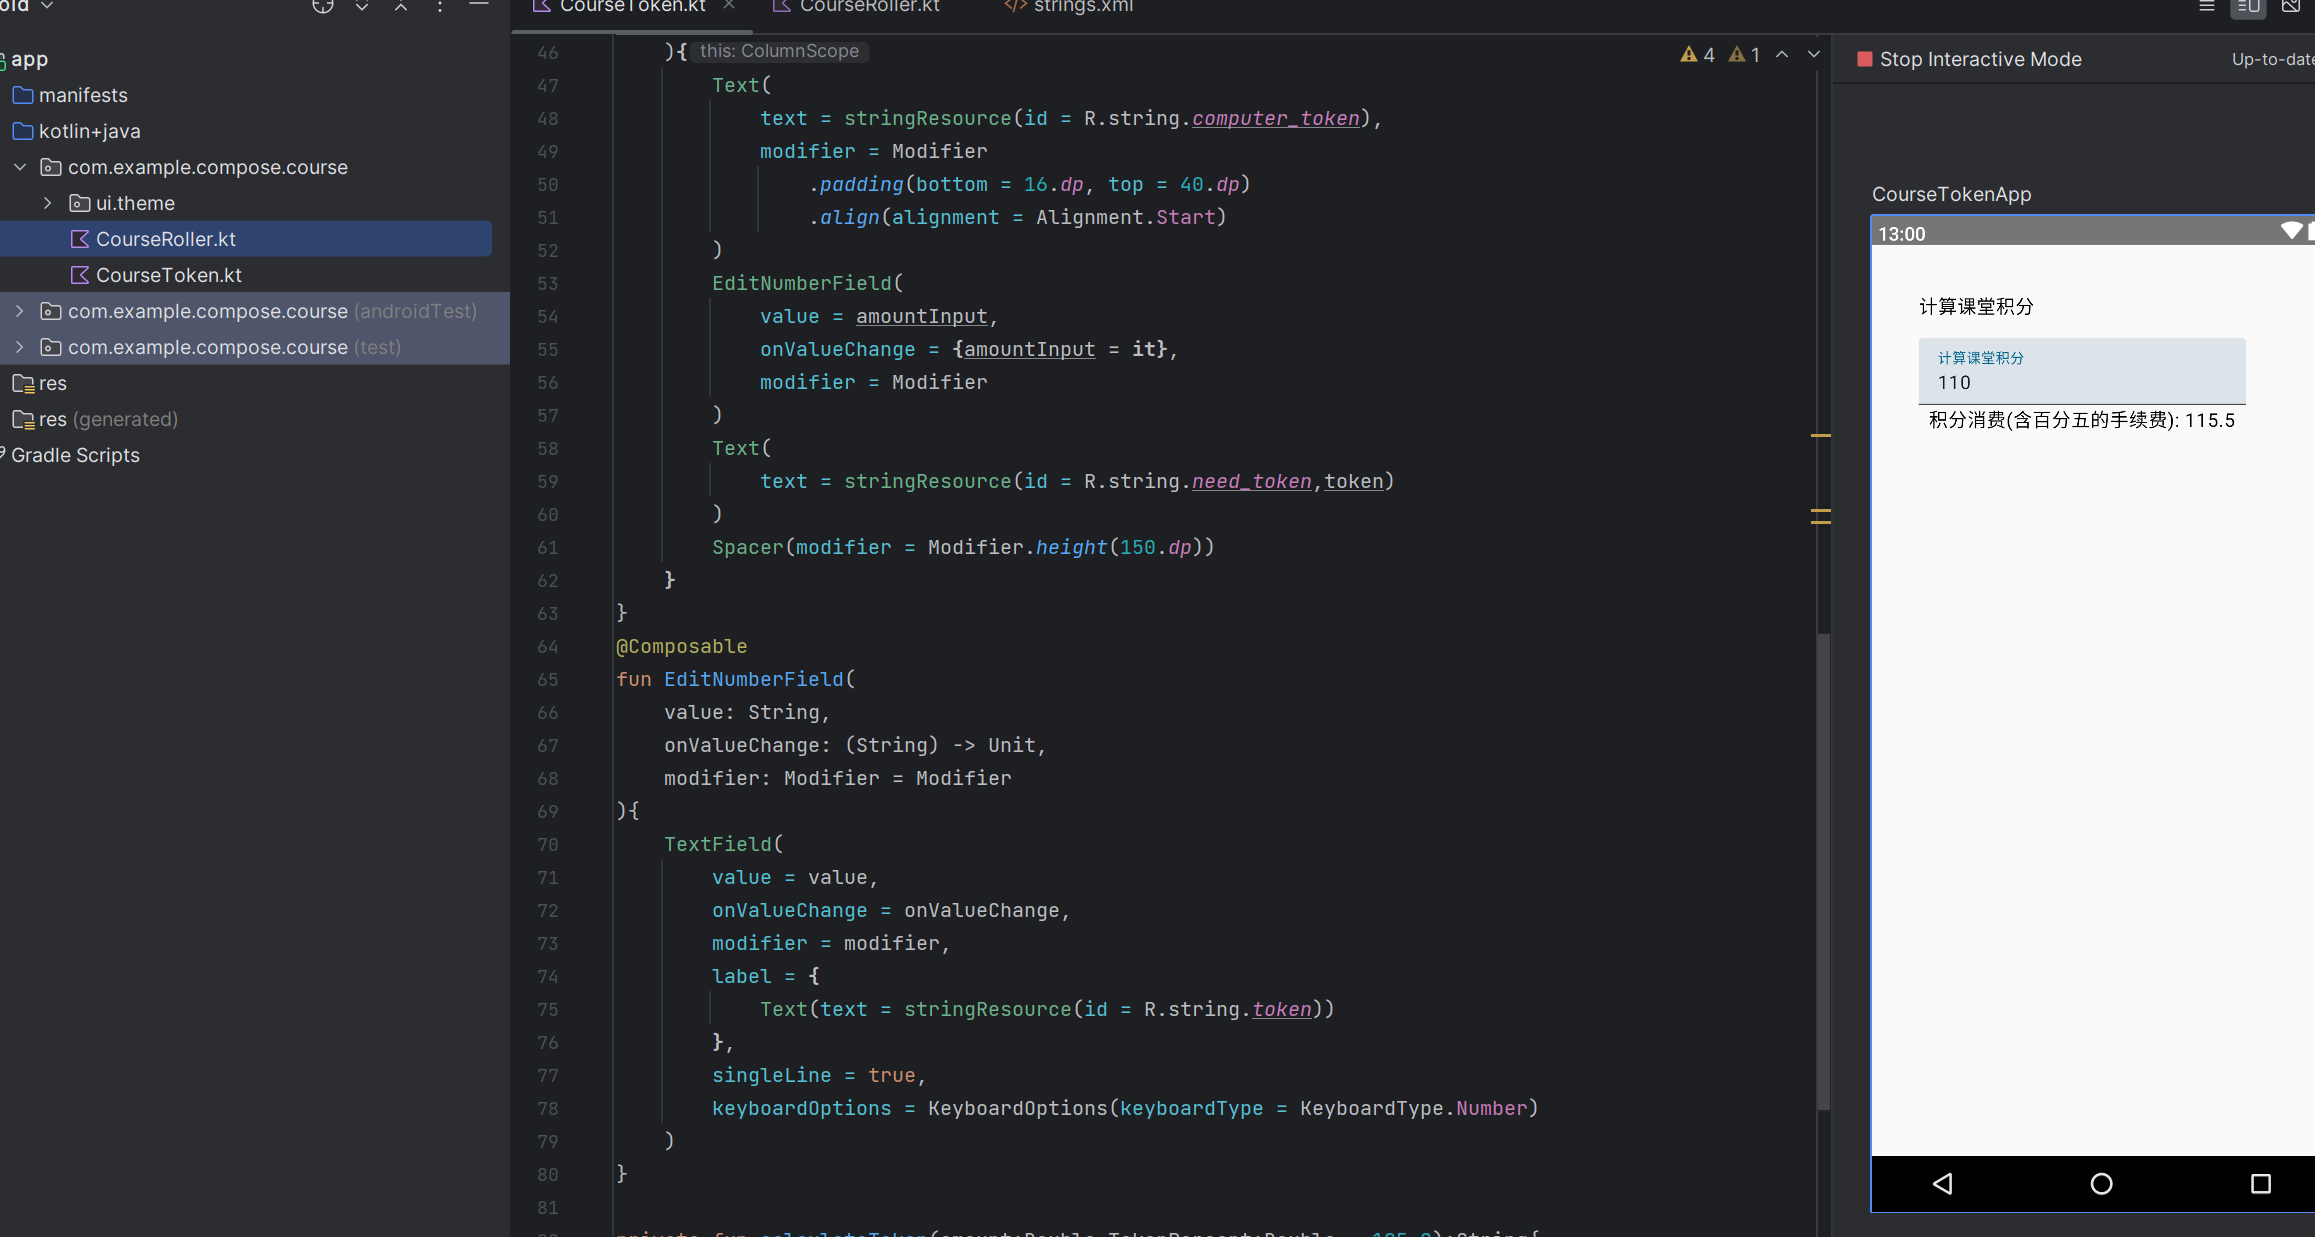 CourseToken.kt
CourseRoller.kt
</> strings.xml
app
manifests
kotlin+java
com.example.compose.course
ui.theme
CourseRoller.kt
CourseToken.kt
com.example.compose.course (androidTest)
com.example.compose.course (test)
res
res (generated)
Gradle Scripts
46 ){ this: ColumnScope
47 Text(
48 text = stringResource(id = R.string.computer_token),
49 modifier = Modifier
50 .padding(bottom = 16.dp, top = 40.dp)
51 .align(alignment = Alignment.Start)
52 )
53 EditNumberField(
54 value = amountInput,
55 onValueChange = {amountInput = it},
56 modifier = Modifier
57 )
58 Text(
59 text = stringResource(id = R.string.need_token,token)
60 )
61 Spacer(modifier = Modifier.height(150.dp))
62 }
63 }
64 @Composable
65 fun EditNumberField(
66 value: String,
67 onValueChange: (String) -> Unit,
68 modifier: Modifier = Modifier
69 ){
70 TextField(
71 value = value,
72 onValueChange = onValueChange,
73 modifier = modifier,
74 label = {
75 Text(text = stringResource(id = R.string.token))
76 },
77 singleLine = true,
78 keyboardOptions = KeyboardOptions(keyboardType = KeyboardType.Number)
79 )
80 }
81
4 1
Stop Interactive Mode
Up-to-date
CourseTokenApp
13:00
计算课堂积分
计算课堂积分
110
积分消费(含百分五的手续费): 115.5